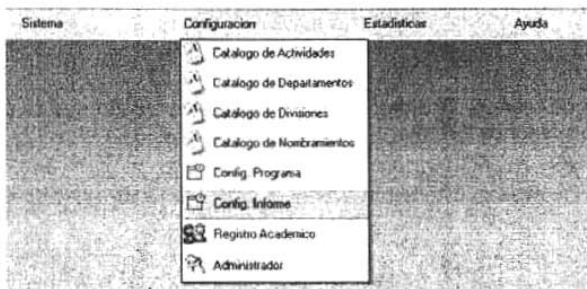 Sistema Configuracion Estadisticas Ayuda
Catalogo de Actividades
Catalogo de Departamentos
Catalogo de Divisiones
Catalogo de Nombramientos
Config. Programa
Config. Informe
Registro Academico
Administrador